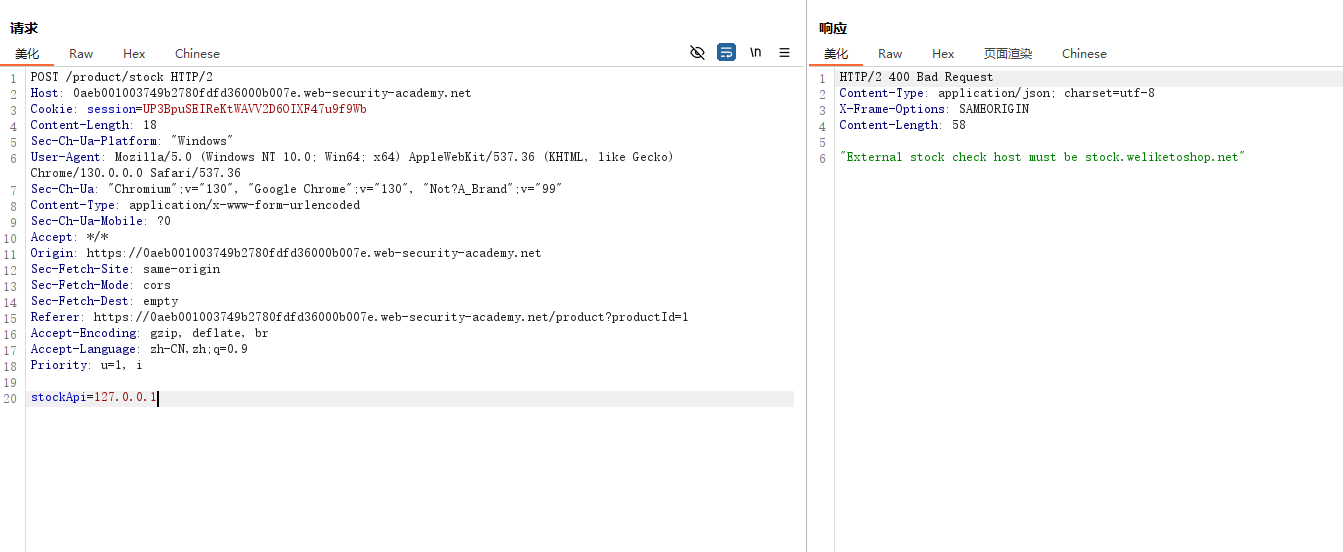 请求
美化 Raw Hex Chinese \n
1 POST /product/stock HTTP/2
2 Host: 0aeb001003749b2780fdfd36000b007e.web-security-academy.net
3 Cookie: session=UP3BpuSEIReKtWAVV2D6OIXF47u9f9Wb
4 Content-Length: 18
5 Sec-Ch-Ua-Platform: "Windows"
6 User-Agent: Mozilla/5.0 (Windows NT 10.0; Win64; x64) AppleWebKit/537.36 (KHTML, like Gecko)
Chrome/130.0.0.0 Safari/537.36
7 Sec-Ch-Ua: "Chromium";v="130", "Google Chrome";v="130", "Not?A_Brand";v="99"
8 Content-Type: application/x-www-form-urlencoded
9 Sec-Ch-Ua-Mobile: ?0
10 Accept: */*
11 Origin: https://0aeb001003749b2780fdfd36000b007e.web-security-academy.net
12 Sec-Fetch-Site: same-origin
13 Sec-Fetch-Mode: cors
14 Sec-Fetch-Dest: empty
15 Referer: https://0aeb001003749b2780fdfd36000b007e.web-security-academy.net/product?productId=1
16 Accept-Encoding: gzip, deflate, br
17 Accept-Language: zh-CN,zh;q=0.9
18 Priority: u=1, i
19
20 stockApi=127.0.0.1
响应
美化 Raw Hex 页面渲染 Chinese
1 HTTP/2 400 Bad Request
2 Content-Type: application/json; charset=utf-8
3 X-Frame-Options: SAMEORIGIN
4 Content-Length: 58
5
6 "External stock check host must be stock.weliketoshop.net"